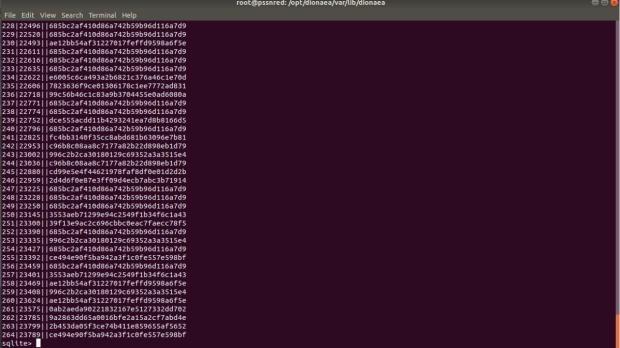 root@pssnred: /opt/dionaea/var/lib/dionaea
File Edit View Search Terminal Help
228|22496||685bc2af410d86a742b59b96d116a7d9
229|22520||685bc2af410d86a742b59b96d116a7d9
230|22493||ae12bb54af31227017feffd9598a6f5e
231|22611||685bc2af410d86a742b59b96d116a7d9
232|22616||685bc2af410d86a742b59b96d116a7d9
233|22635||685bc2af410d86a742b59b96d116a7d9
234|22622||e6005c6ca493a2b6821c376a46c1e70d
235|22606||7823636f9ce01306178c1ee7772ad831
236|22718||99c56b46c1c83a9b3704455e0ad6080a
237|22771||685bc2af410d86a742b59b96d116a7d9
238|22774||685bc2af410d86a742b59b96d116a7d9
239|22752||dce555acdd11b4293241ea7d8b8166d5
240|22796||685bc2af410d86a742b59b96d116a7d9
241|22825||fc4bb3140f35cc8abd681b63096e7b81
242|22953||c96b8c08aa8c7177a82b22d898eb1d79
243|23002||996c2b2ca30180129c69352a3a3515e4
244|23036||c96b8c08aa8c7177a82b22d898eb1d79
245|22880||cd99e5e4f44621978faf8df0e01d2d2b
246|22959||2d4d6f0e87e3ff09d4ecb7abc3b71914
247|23225||685bc2af410d86a742b59b96d116a7d9
248|23228||685bc2af410d86a742b59b96d116a7d9
249|23250||685bc2af410d86a742b59b96d116a7d9
250|23145||3553aeb71299e94c2549f1b34f6c1a43
251|23300||39f13e9ac2c696cbbc0eac7faecc78f5
252|23390||685bc2af410d86a742b59b96d116a7d9
253|23335||996c2b2ca30180129c69352a3a3515e4
254|23427||685bc2af410d86a742b59b96d116a7d9
255|23392||ce494e90f5ba942a3f1c0fe557e598bf
256|23459||685bc2af410d86a742b59b96d116a7d9
257|23401||3553aeb71299e94c2549f1b34f6c1a43
258|23469||ae12bb54af31227017feffd9598a6f5e
259|23408||996c2b2ca30180129c69352a3a3515e4
260|23624||ae12bb54af31227017feffd9598a6f5e
261|23575||0ab2aeda90221832167e5127332dd702
262|23785||9a2863dd65a0016bfe2a15a2cf7abd4e
263|23799||2b453da05f3ce74b411e859655af5652
264|23789||ce494e90f5ba942a3f1c0fe557e598bf
sqlite>